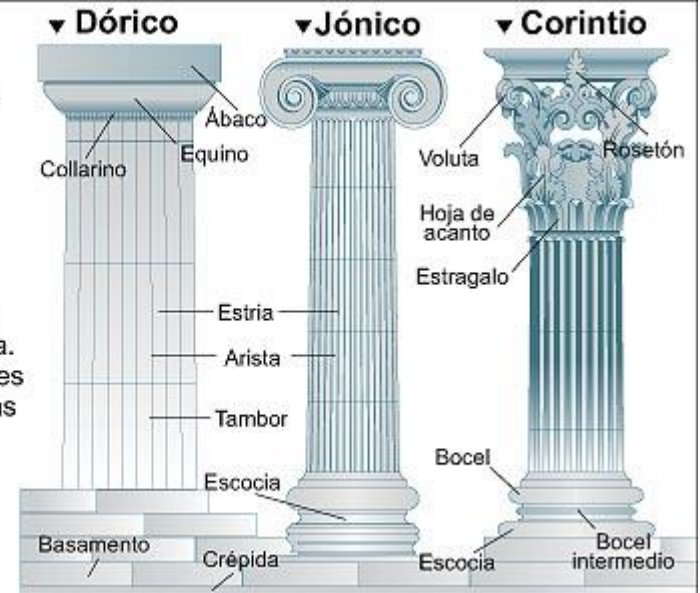 ▼ Dórico
▼Jónico
▼ Corintio
Ábaco
Equino
Collarino
Voluta
Rosetón
Hoja de
acanto
Estragalo
Estria
a.
Arista
es
Tambor
Bocel
Escocia
Basamento
Crépida
Escocia
Bocel
intermedio